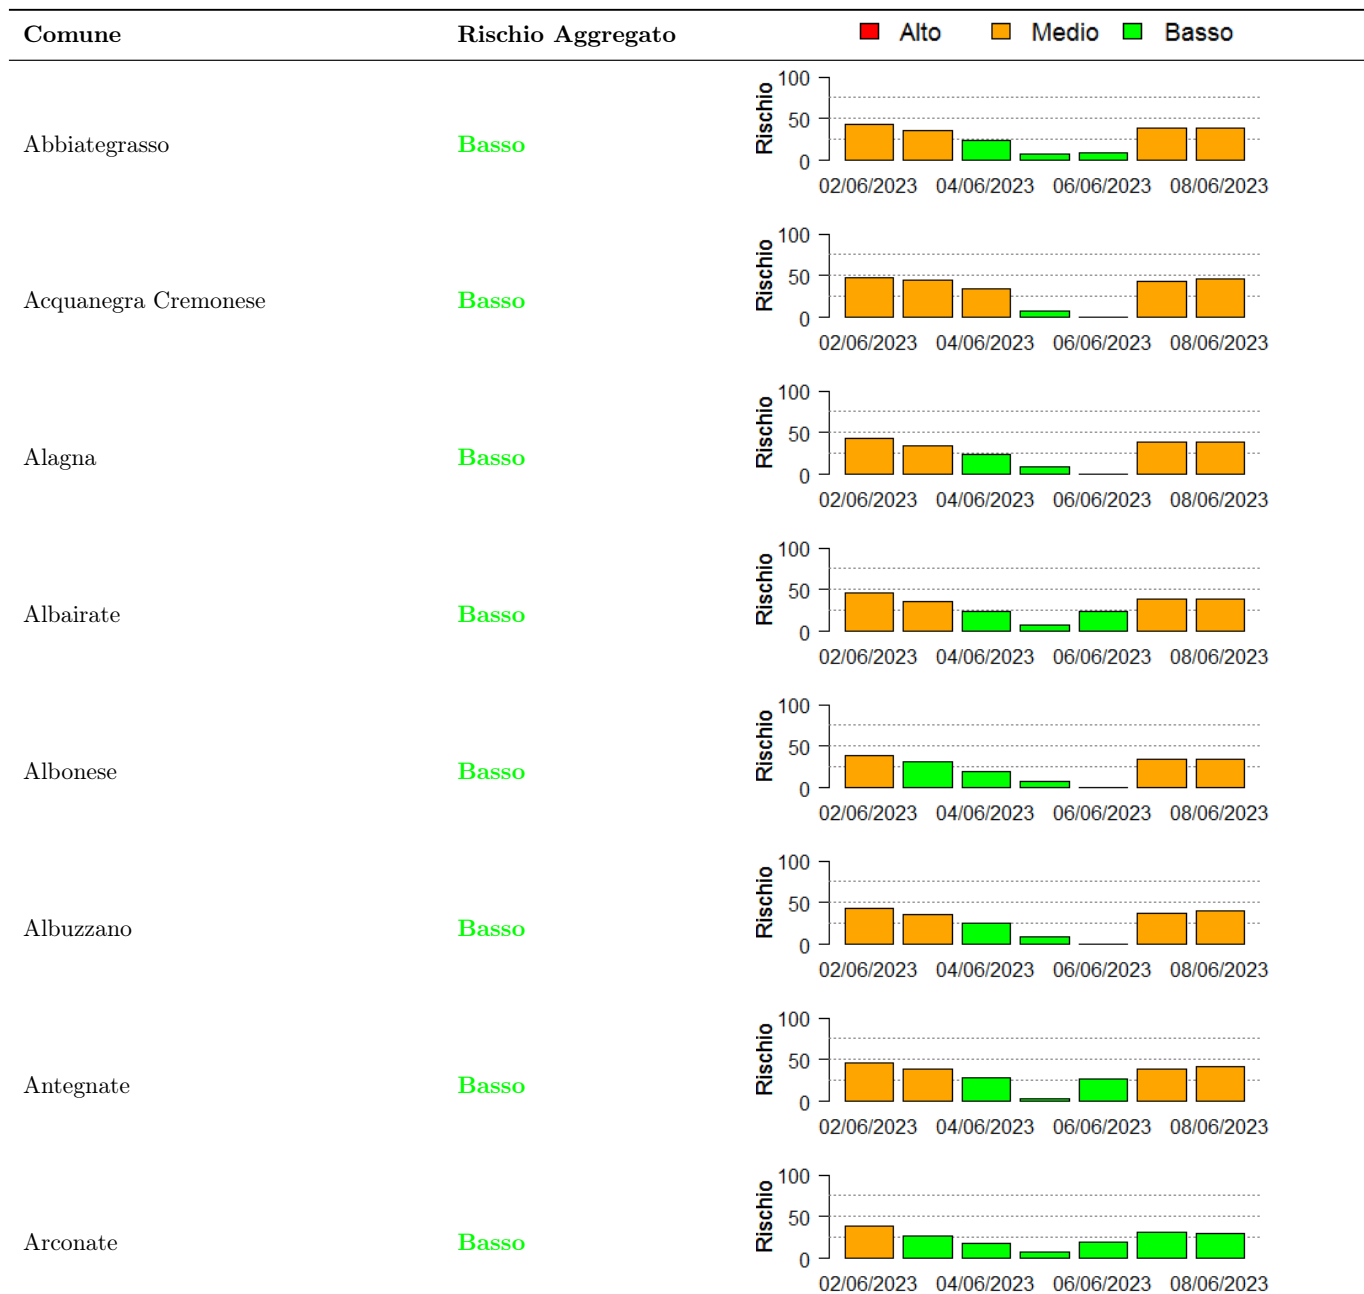 Comune Rischio Aggregato Alto Medio Basso
100
50
0
Rischio
Abbiategrasso Basso
02/06/2023 04/06/2023 06/06/2023 08/06/2023
100
50
0
Rischio
Acquanegra Cremonese Basso
02/06/2023 04/06/2023 06/06/2023 08/06/2023
100
50
0
Rischio
Alagna Basso
02/06/2023 04/06/2023 06/06/2023 08/06/2023
100
50
0
Rischio
Albairate Basso
02/06/2023 04/06/2023 06/06/2023 08/06/2023
100
50
0
Rischio
Albonese Basso
02/06/2023 04/06/2023 06/06/2023 08/06/2023
100
50
0
Rischio
Albuzzano Basso
02/06/2023 04/06/2023 06/06/2023 08/06/2023
100
50
0
Rischio
Antegnate Basso
02/06/2023 04/06/2023 06/06/2023 08/06/2023
100
50
0
Rischio
Arconate Basso
02/06/2023 04/06/2023 06/06/2023 08/06/2023